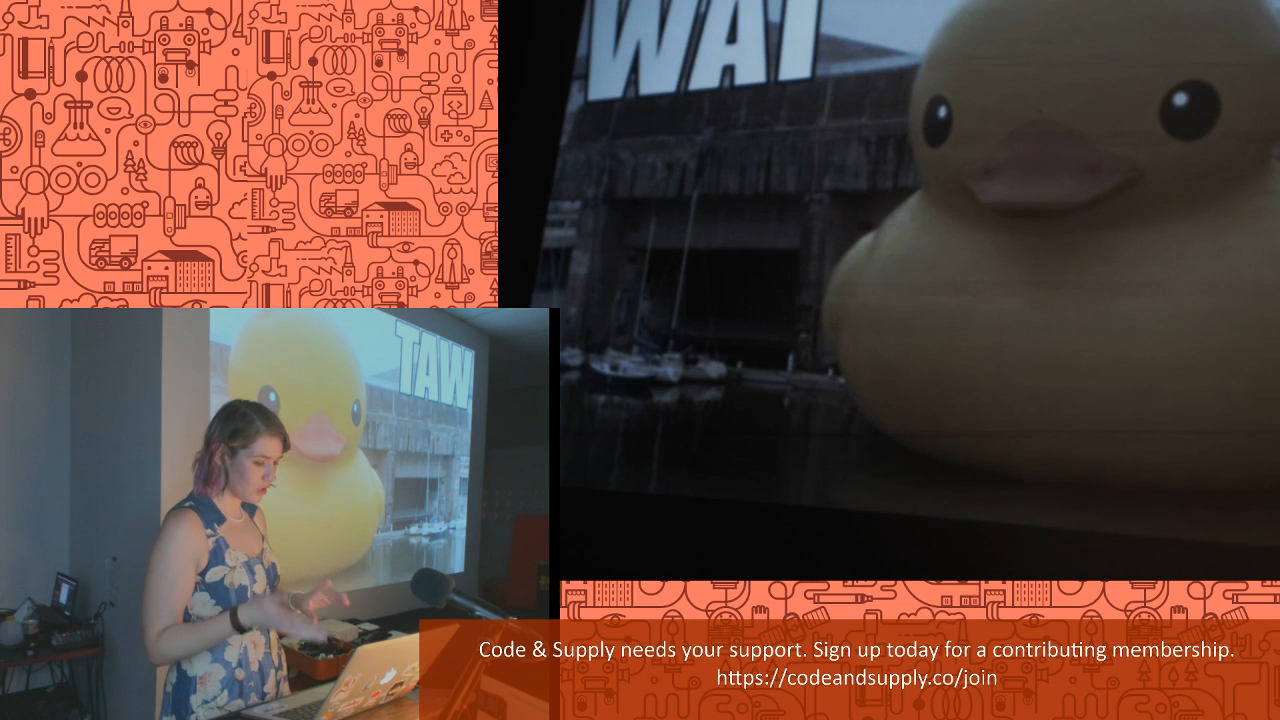 WAT
TAW
Code & Supply needs your support. Sign up today for a contributing membership.
https://codeandsupply.co/join